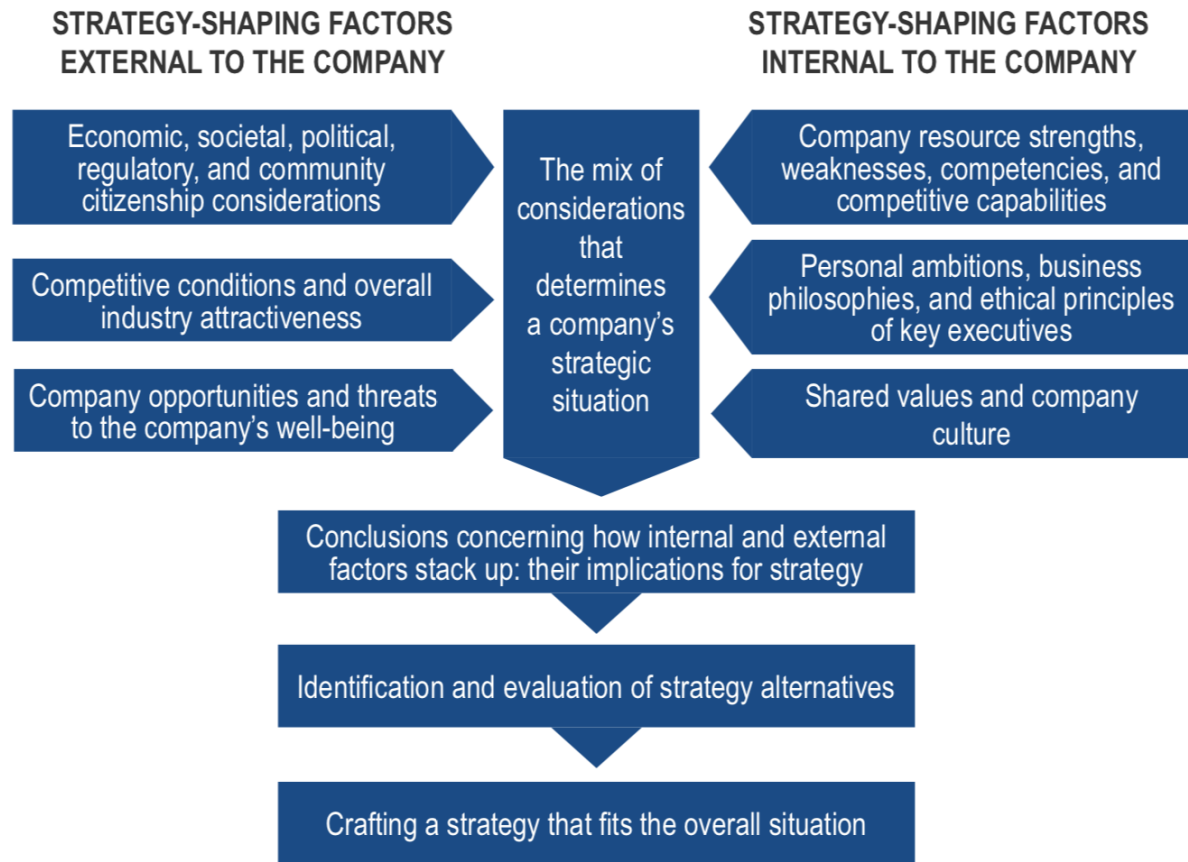 STRATEGY-SHAPING FACTORS
EXTERNAL TO THE COMPANY
STRATEGY-SHAPING FACTORS
INTERNAL TO THE COMPANY
Economic, societal, political,
regulatory, and community
citizenship considerations
Competitive conditions and overall
industry attractiveness
Company opportunities and threats
to the company’s well-being
The mix of
considerations
that
determines
a company’s
strategic
situation
Company resource strengths,
weaknesses, competencies, and
competitive capabilities
Personal ambitions, business
philosophies, and ethical principles
of key executives
Shared values and company
culture
Conclusions concerning how internal and external
factors stack up: their implications for strategy
Identification and evaluation of strategy alternatives
Crafting a strategy that fits the overall situation